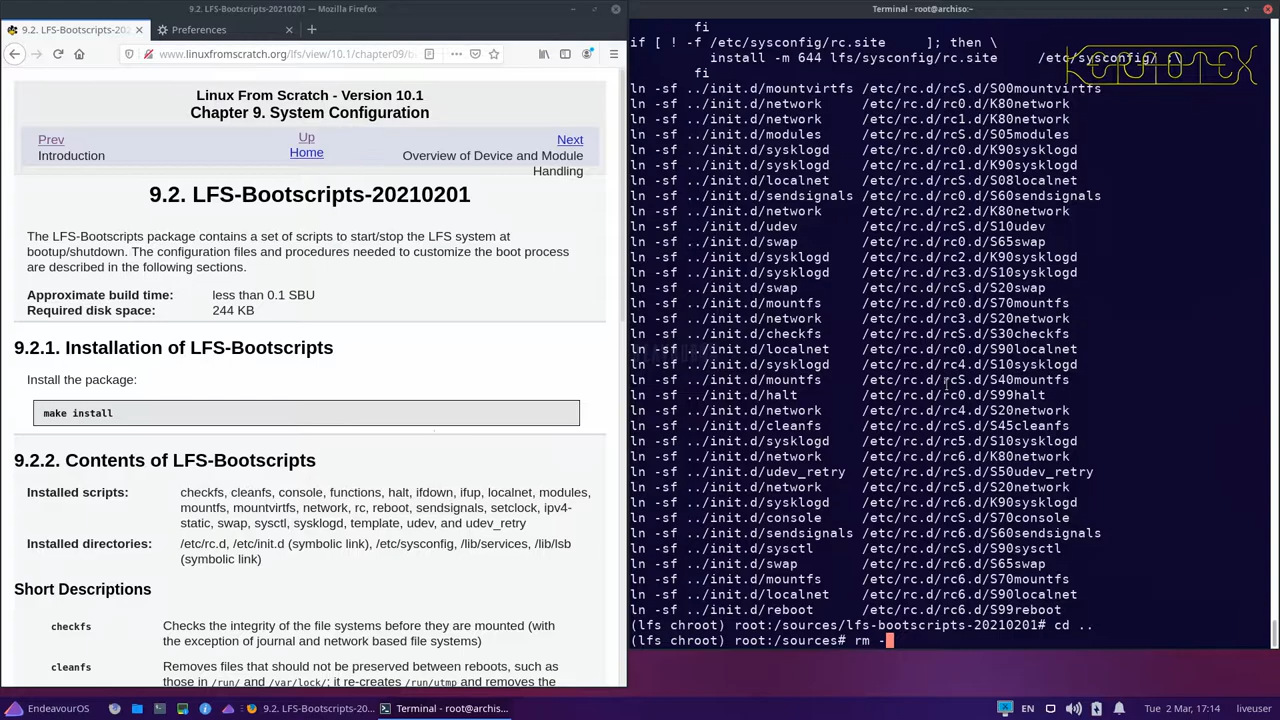 9.2. LFS-Bootscripts-20210201 — Mozilla Firefox
9.2. LFS-Bootscripts-202
Preferences
www.linuxfromscratch.org/lfs/view/10.1/chapter09/b
Linux From Scratch - Version 10.1
Chapter 9. System Configuration
Prev
Up
Next
Introduction
Home
Overview of Device and Module
Handling
9.2. LFS-Bootscripts-20210201
The LFS-Bootscripts package contains a set of scripts to start/stop the LFS system at
bootup/shutdown. The configuration files and procedures needed to customize the boot process
are described in the following sections.
Approximate build time: less than 0.1 SBU
Required disk space: 244 KB
9.2.1. Installation of LFS-Bootscripts
Install the package:
make install
9.2.2. Contents of LFS-Bootscripts
Installed scripts: checkfs, cleanfs, console, functions, halt, ifdown, ifup, localnet, modules,
mountfs, mountvirtfs, network, rc, reboot, sendsignals, setclock, ipv4-
static, swap, sysctl, sysklogd, template, udev, and udev_retry
Installed directories: /etc/rc.d, /etc/init.d (symbolic link), /etc/sysconfig, /lib/services, /lib/lsb
(symbolic link)
Short Descriptions
checkfs Checks the integrity of the file systems before they are mounted (with
the exception of journal and network based file systems)
cleanfs Removes files that should not be preserved between reboots, such as
those in /run/ and /var/lock/; it re-creates /run/utmp and removes the
Terminal - root@archiso:~
fi
if [ ! -f /etc/sysconfig/rc.site ]; then \
install -m 644 lfs/sysconfig/rc.site /etc/sysconfig/ ;\
fi
KEQUOTEX
ln -sf ../init.d/mountvirtfs /etc/rc.d/rcS.d/S00mountvirtfs
ln -sf ../init.d/network /etc/rc.d/rc0.d/K80network
ln -sf ../init.d/network /etc/rc.d/rc1.d/K80network
ln -sf ../init.d/modules /etc/rc.d/rcS.d/S05modules
ln -sf ../init.d/sysklogd /etc/rc.d/rc0.d/K90sysklogd
ln -sf ../init.d/sysklogd /etc/rc.d/rc1.d/K90sysklogd
ln -sf ../init.d/localnet /etc/rc.d/rcS.d/S08localnet
ln -sf ../init.d/sendsignals /etc/rc.d/rc0.d/S60sendsignals
ln -sf ../init.d/network /etc/rc.d/rc2.d/K80network
ln -sf ../init.d/udev /etc/rc.d/rcS.d/S10udev
ln -sf ../init.d/swap /etc/rc.d/rc0.d/S65swap
ln -sf ../init.d/sysklogd /etc/rc.d/rc2.d/K90sysklogd
ln -sf ../init.d/sysklogd /etc/rc.d/rc3.d/S10sysklogd
ln -sf ../init.d/swap /etc/rc.d/rcS.d/S20swap
ln -sf ../init.d/mountfs /etc/rc.d/rc0.d/S70mountfs
ln -sf ../init.d/network /etc/rc.d/rc3.d/S20network
ln -sf ../init.d/checkfs /etc/rc.d/rcS.d/S30checkfs
ln -sf ../init.d/localnet /etc/rc.d/rc0.d/S90localnet
ln -sf ../init.d/sysklogd /etc/rc.d/rc4.d/S10sysklogd
ln -sf ../init.d/mountfs /etc/rc.d/rcS.d/S40mountfs
ln -sf ../init.d/halt /etc/rc.d/rc0.d/S99halt
ln -sf ../init.d/network /etc/rc.d/rc4.d/S20network
ln -sf ../init.d/cleanfs /etc/rc.d/rcS.d/S45cleanfs
ln -sf ../init.d/sysklogd /etc/rc.d/rc5.d/S10sysklogd
ln -sf ../init.d/network /etc/rc.d/rc6.d/K80network
ln -sf ../init.d/udev_retry /etc/rc.d/rcS.d/S50udev_retry
ln -sf ../init.d/network /etc/rc.d/rc5.d/S20network
ln -sf ../init.d/sysklogd /etc/rc.d/rc6.d/K90sysklogd
ln -sf ../init.d/console /etc/rc.d/rcS.d/S70console
ln -sf ../init.d/sendsignals /etc/rc.d/rc6.d/S60sendsignals
ln -sf ../init.d/sysctl /etc/rc.d/rcS.d/S90sysctl
ln -sf ../init.d/swap /etc/rc.d/rc6.d/S65swap
ln -sf ../init.d/mountfs /etc/rc.d/rc6.d/S70mountfs
ln -sf ../init.d/localnet /etc/rc.d/rc6.d/S90localnet
ln -sf ../init.d/reboot /etc/rc.d/rc6.d/S99reboot
(lfs chroot) root:/sources/lfs-bootscripts-20210201# cd ..
(lfs chroot) root:/sources# rm -
EndeavourOS
9.2. LFS-Bootscripts-20...
Terminal - root@archis...
EN
Tue 2 Mar, 17:14
liveuser